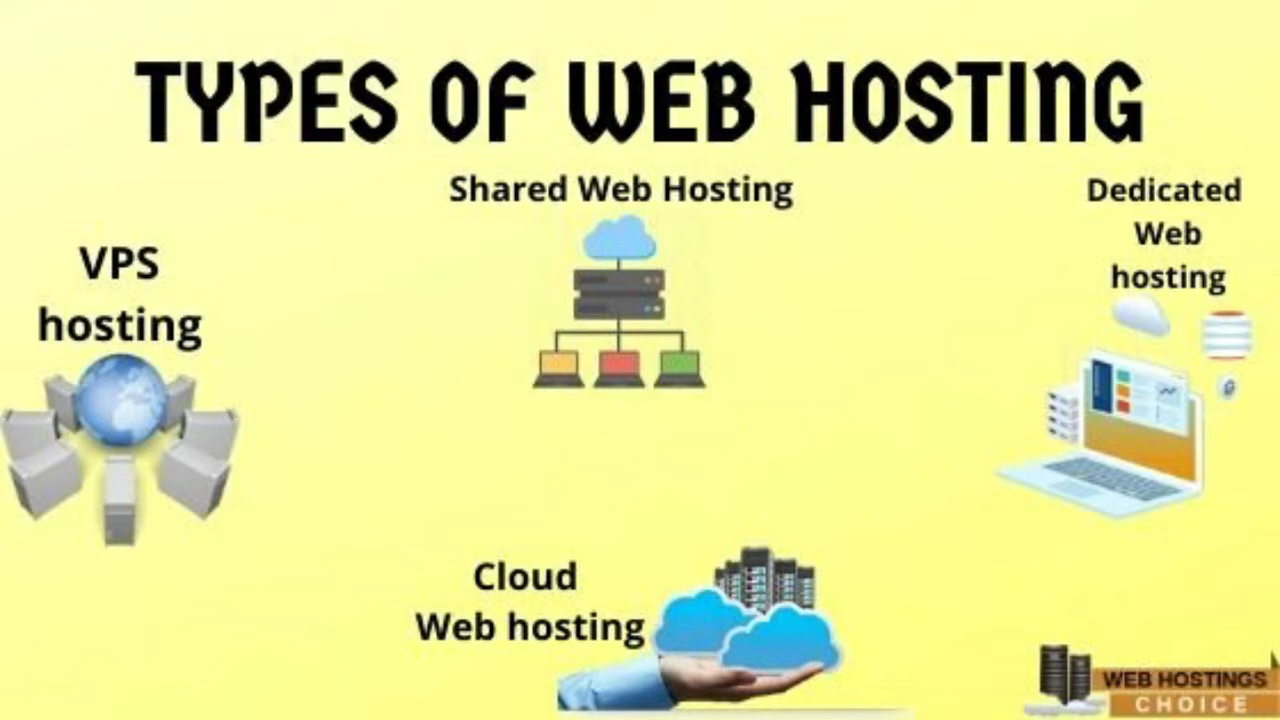 TYPES OF WEB HOSTING
Shared Web Hosting
Dedicated
Web
hosting
VPS
hosting
Cloud
Web hosting
WEB HOSTINGS
CHOICE